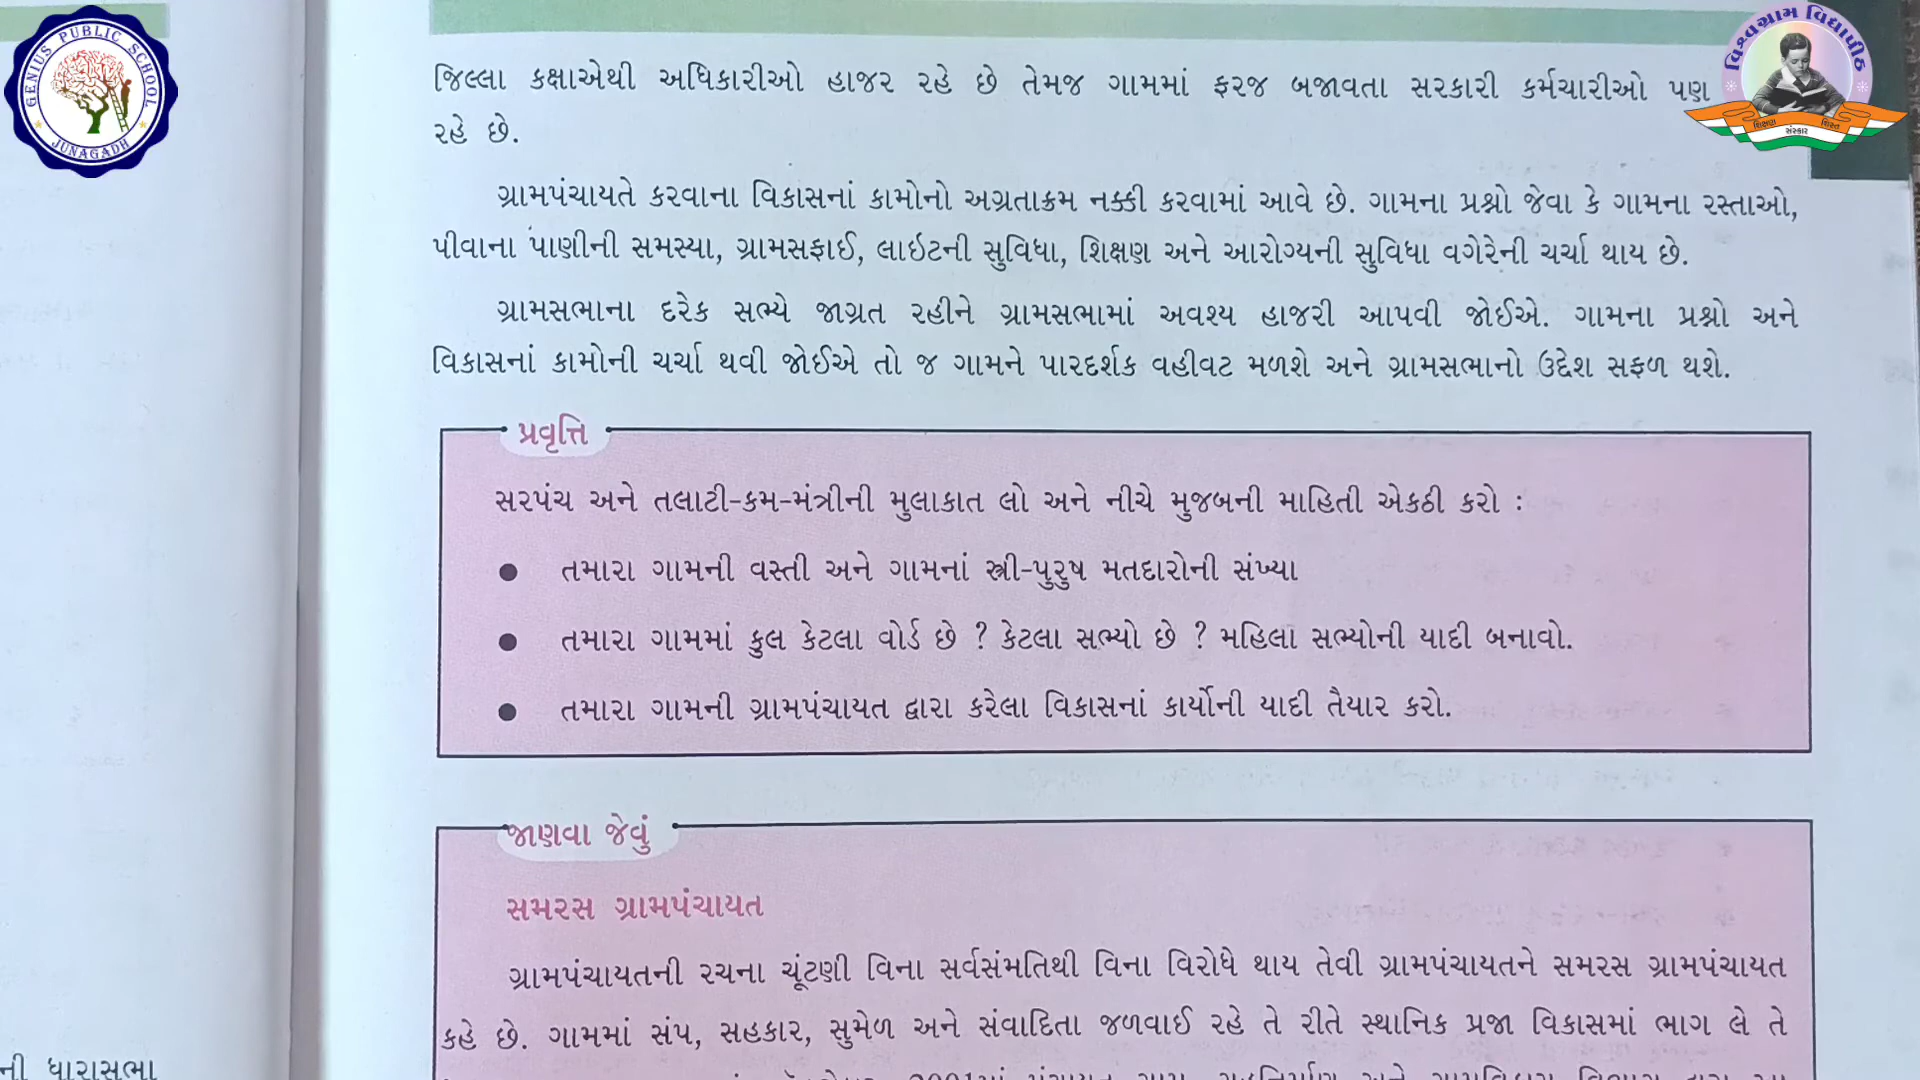 GENIUS PUBLIC SCHOOL
JUNAGADH
વિશ્વગ્રામ વિદ્યાપીઠ
શિક્ષણ સંસ્કાર શિસ્ત
જિલ્લા કક્ષાએથી અધિકારીઓ હાજર રહે છે તેમજ ગામમાં ફરજ બજાવતા સરકારી કર્મચારીઓ પણ
રહે છે.
ગ્રામપંચાયતે કરવાના વિકાસનાં કામોનો અગ્રતાક્રમ નક્કી કરવામાં આવે છે. ગામના પ્રશ્નો જેવા કે ગામના રસ્તાઓ,
પીવાના પાણીની સમસ્યા, ગ્રામસફાઈ, લાઇટની સુવિધા, શિક્ષણ અને આરોગ્યની સુવિધા વગેરેની ચર્ચા થાય છે.
ગ્રામસભાના દરેક સભ્યે જાગ્રત રહીને ગ્રામસભામાં અવશ્ય હાજરી આપવી જોઈએ. ગામના પ્રશ્નો અને
વિકાસનાં કામોની ચર્ચા થવી જોઈએ તો જ ગામને પારદર્શક વહીવટ મળશે અને ગ્રામસભાનો ઉદ્દેશ સફળ થશે.
પ્રવૃત્તિ
સરપંચ અને તલાટી-કમ-મંત્રીની મુલાકાત લો અને નીચે મુજબની માહિતી એકઠી કરો :
● તમારા ગામની વસ્તી અને ગામનાં સ્ત્રી-પુરુષ મતદારોની સંખ્યા
● તમારા ગામમાં કુલ કેટલા વોર્ડ છે ? કેટલા સભ્યો છે ? મહિલા સભ્યોની યાદી બનાવો.
● તમારા ગામની ગ્રામપંચાયત દ્વારા કરેલા વિકાસનાં કાર્યોની યાદી તૈયાર કરો.
જાણવા જેવું
સમરસ ગ્રામપંચાયત
ગ્રામપંચાયતની રચના ચૂંટણી વિના સર્વસંમતિથી વિના વિરોધે થાય તેવી ગ્રામપંચાયતને સમરસ ગ્રામપંચાયત
કહે છે. ગામમાં સંપ, સહકાર, સુમેળ અને સંવાદિતા જળવાઈ રહે તે રીતે સ્થાનિક પ્રજા વિકાસમાં ભાગ લે તે
ની ધારાસભા